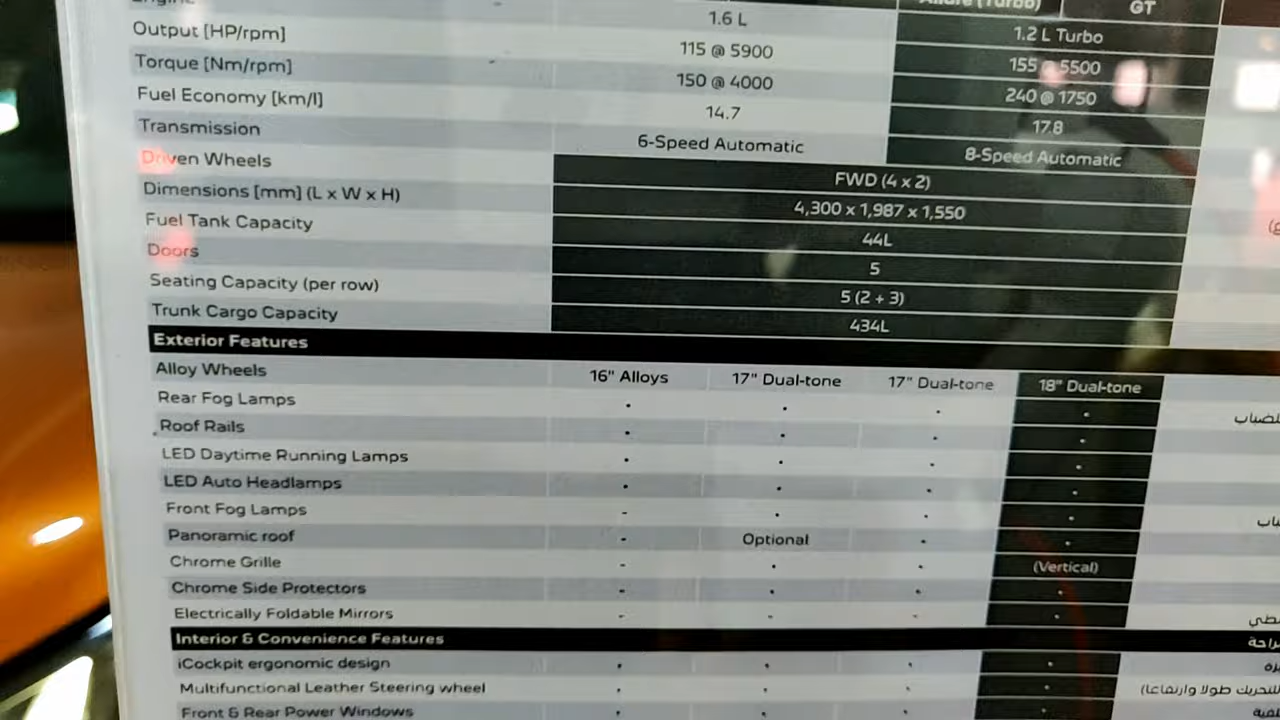 Engine 1.6 L 1.2 L Turbo
Allure (Turbo) GT
Output [HP/rpm] 115 @ 5900 155 @ 5500
Torque [Nm/rpm] 150 @ 4000 240 @ 1750
Fuel Economy [km/l] 14.7 17.8
Transmission 6-Speed Automatic 8-Speed Automatic
Driven Wheels FWD (4 x 2)
Dimensions [mm] (L x W x H) 4,300 x 1,987 x 1,550
Fuel Tank Capacity 44L
Doors 5
Seating Capacity (per row) 5 (2 + 3)
Trunk Cargo Capacity 434L
Exterior Features
Alloy Wheels 16" Alloys 17" Dual-tone 17" Dual-tone 18" Dual-tone
Rear Fog Lamps • • • •
Roof Rails • • • •
LED Daytime Running Lamps • • • •
LED Auto Headlamps • • • •
Front Fog Lamps - • • •
Panoramic roof - Optional • •
Chrome Grille - • • (Vertical)
Chrome Side Protectors - • • •
Electrically Foldable Mirrors - • • •
Interior & Convenience Features
iCockpit ergonomic design • • • •
Multifunctional Leather Steering wheel • • • • للتحريك طولا وارتفاعا)
Front & Rear Power Windows • • • •